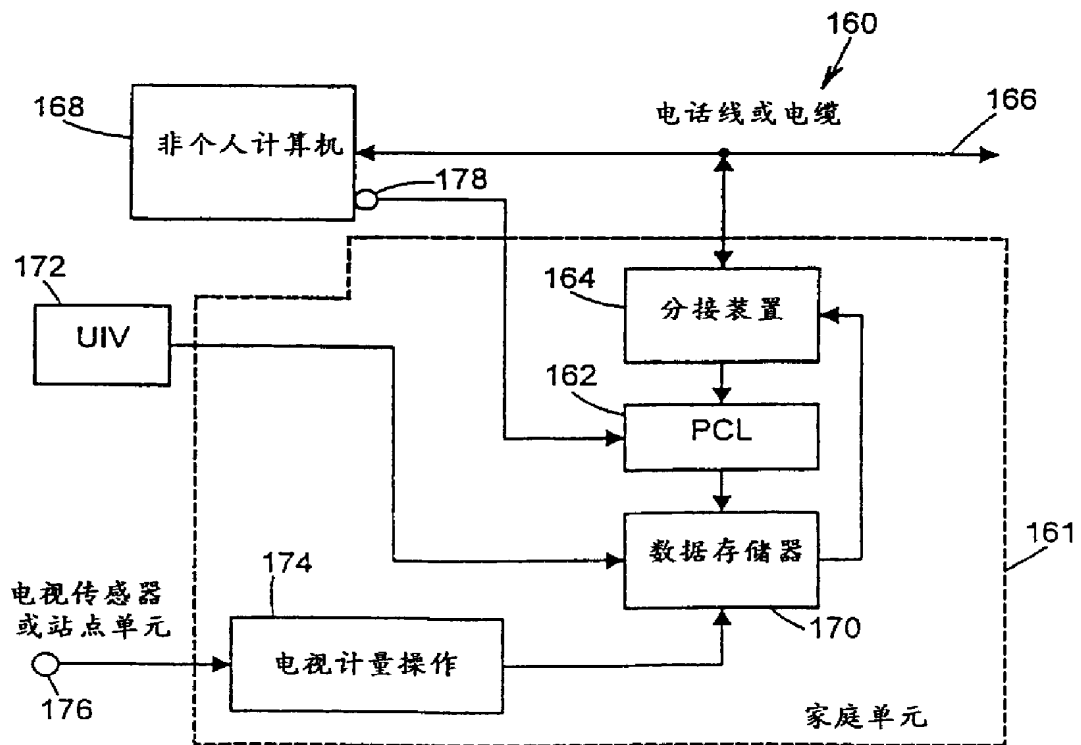 160
168
电话线或电缆
166
非个人计算机
178
172
164
分接装置
UIV
162
PCL
数据存储器
161
174
电视传感器
或站点单元
170
电视计量操作
176
家庭单元